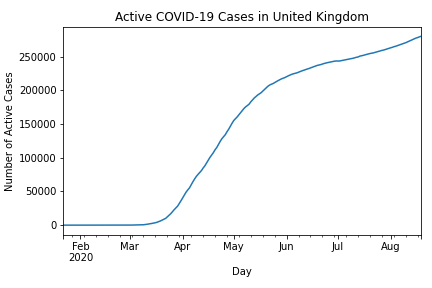 Active COVID-19 Cases in United Kingdom
Number of Active Cases
250000
200000
150000
100000
50000
0
Feb Mar Apr May Jun Jul Aug
2020
Day